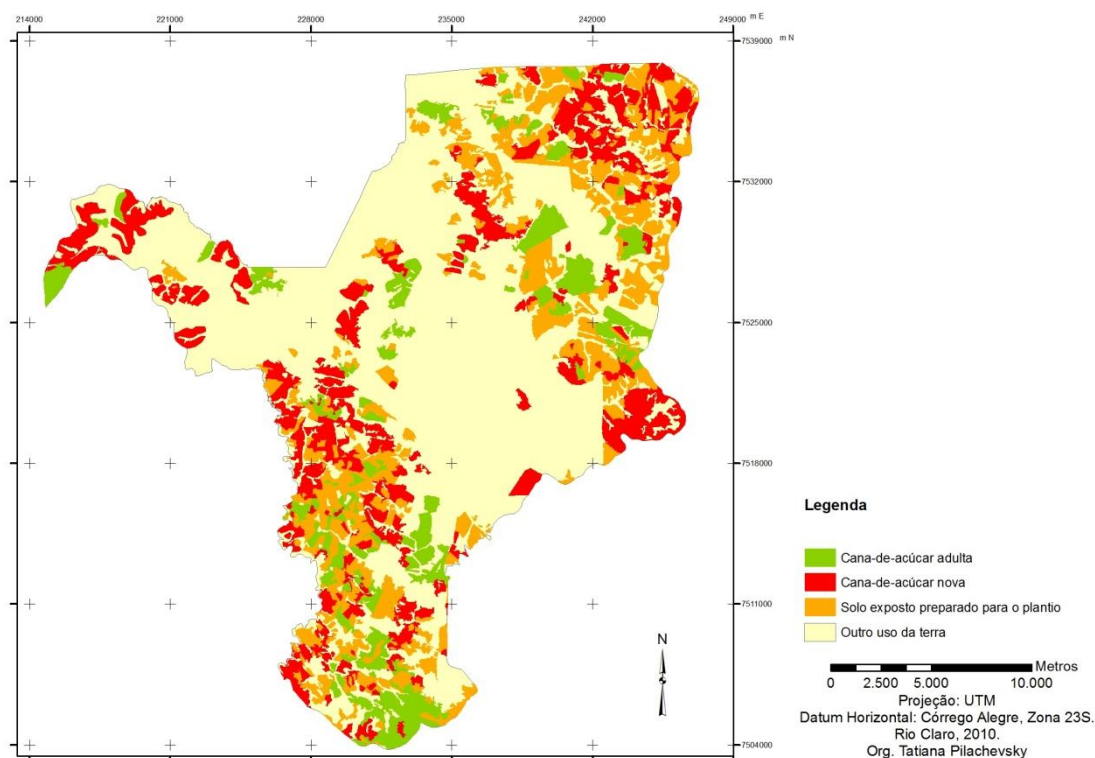 214000 221000 228000 235000 242000 249000 m E
m N
7539000
7532000
7525000
7518000
7511000
7504000
N
Legenda
Cana-de-acúcar adulta
Cana-de-acúcar nova
Solo exposto preparado para o plantio
Outro uso da terra
Metros
0 2.500 5.000 10.000
Projeção: UTM
Datum Horizontal: Córrego Alegre, Zona 23S.
Rio Claro, 2010.
Org. Tatiana Pilachevsky